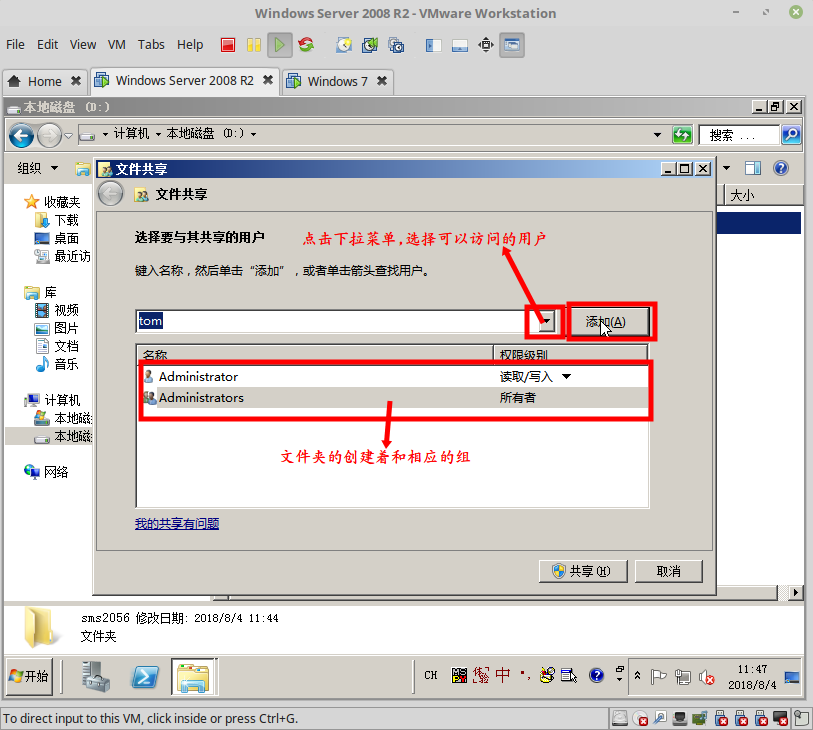 Windows Server 2008 R2 - VMware Workstation
File Edit View VM Tabs Help
Home
Windows Server 2008 R2
Windows 7
本地磁盘 (D:)
计算机 本地磁盘 (D:)
搜索 ...
组织
文件共享
文件共享
大小
收藏夹
下载
桌面
最近访
库
视频
图片
文档
音乐
计算机
本地磁
本地磁
网络
选择要与其共享的用户
点击下拉菜单,选择可以访问的用户
键入名称，然后单击“添加”，或者单击箭头查找用户。
tom
添加(A)
名称 权限级别
Administrator 读取/写入
Administrators 所有者
文件夹的创建着和相应的组
我的共享有问题
共享(H)
取消
sms2056 修改日期: 2018/8/4 11:44
文件夹
开始
CH
中
11:47
2018/8/4
To direct input to this VM, click inside or press Ctrl+G.